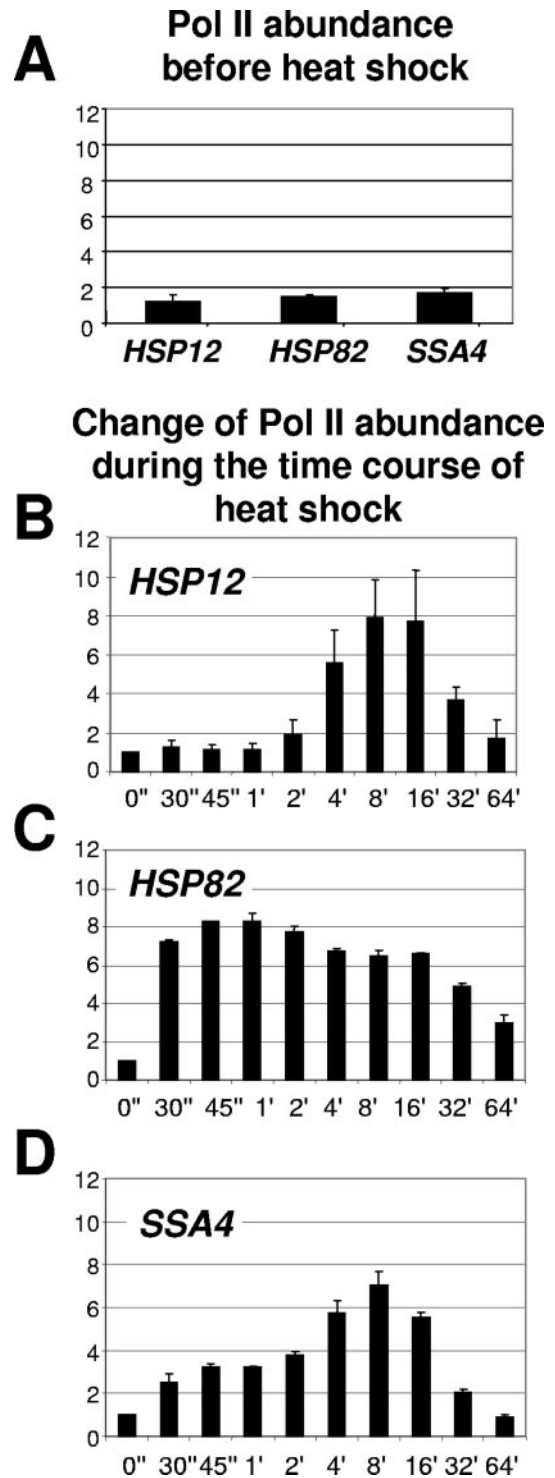 A
Pol II abundance
before heat shock
12
10
8
6
4
2
0
HSP12 HSP82 SSA4
Change of Pol II abundance
during the time course of
heat shock
B
12
10
8
6
4
2
0
HSP12
0" 30" 45" 1' 2' 4' 8' 16' 32' 64'
C
12
10
8
6
4
2
0
HSP82
0" 30" 45" 1' 2' 4' 8' 16' 32' 64'
D
12
10
8
6
4
2
0
SSA4
0" 30" 45" 1' 2' 4' 8' 16' 32' 64'